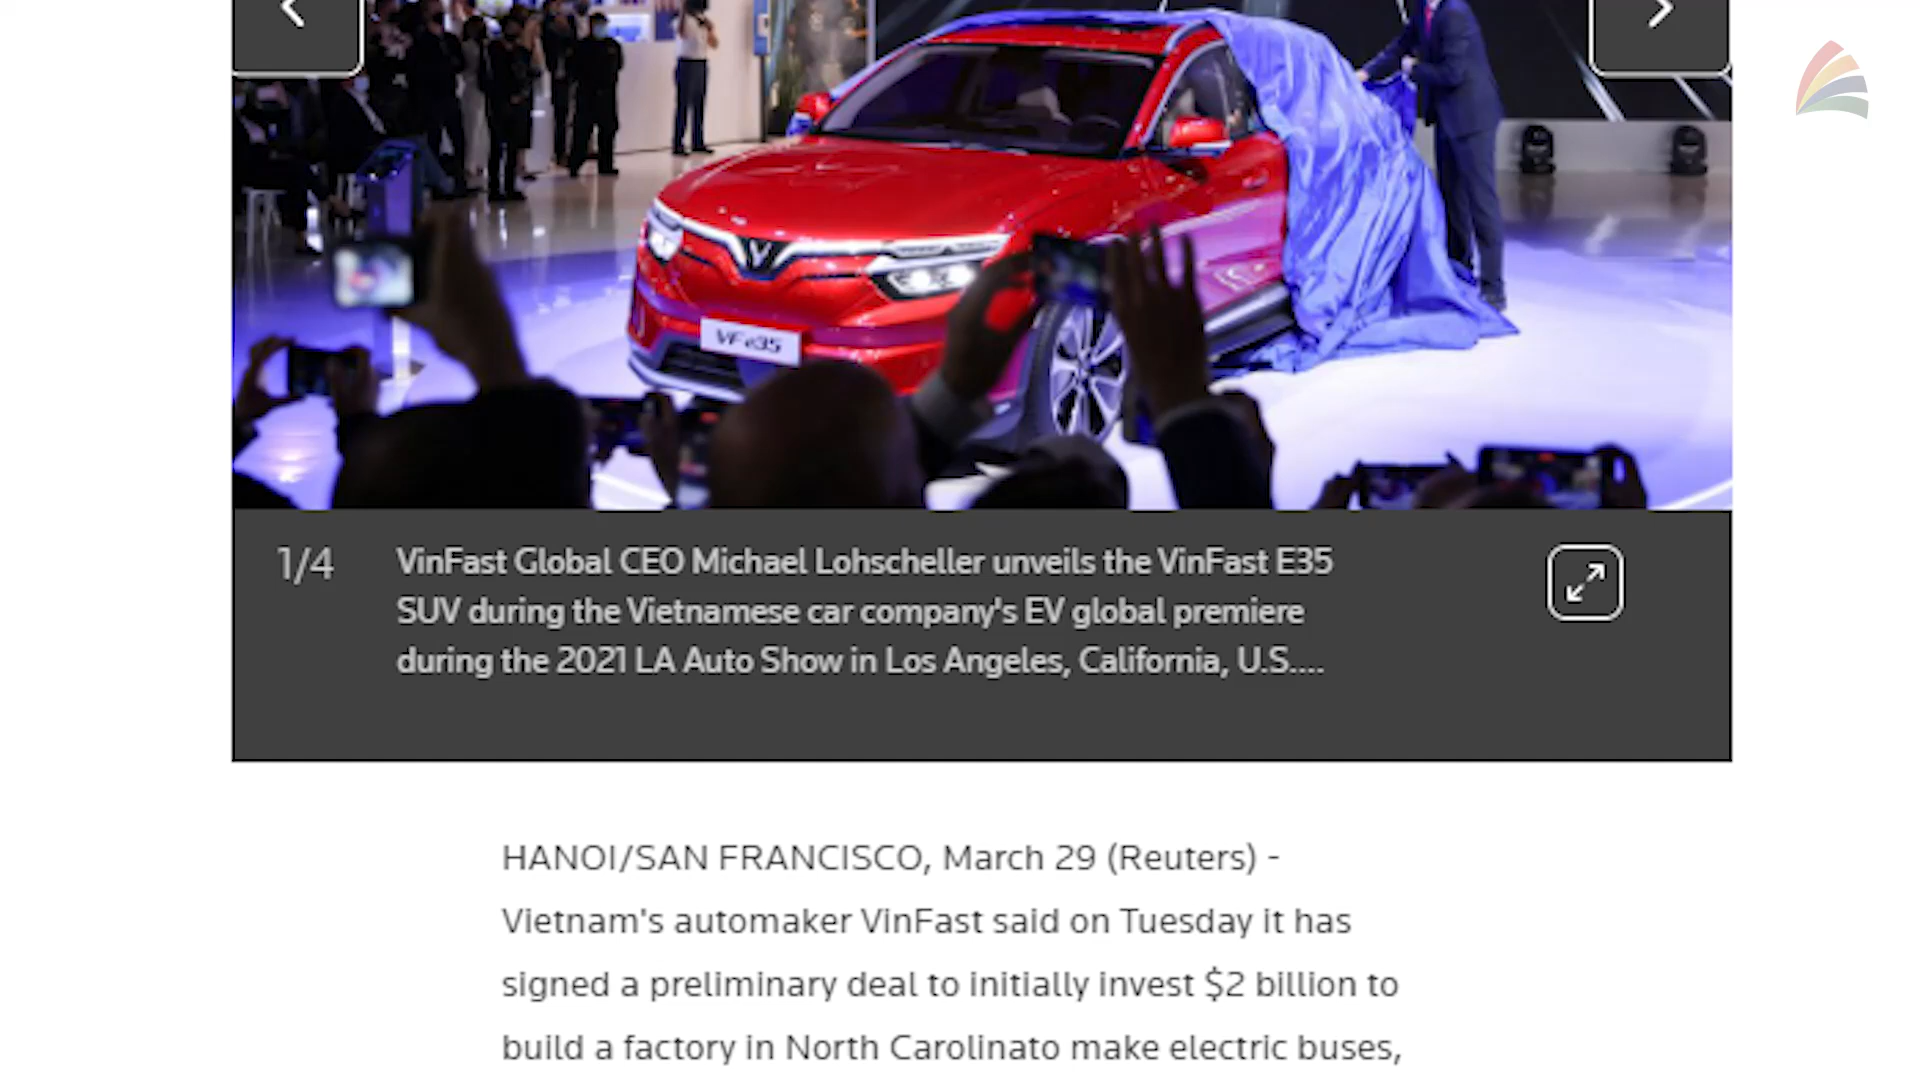 VF e35
1/4
VinFast Global CEO Michael Lohscheller unveils the VinFast E35
SUV during the Vietnamese car company's EV global premiere
during the 2021 LA Auto Show in Los Angeles, California, U.S....
HANOI/SAN FRANCISCO, March 29 (Reuters) -
Vietnam's automaker VinFast said on Tuesday it has
signed a preliminary deal to initially invest $2 billion to
build a factory in North Carolinato make electric buses,